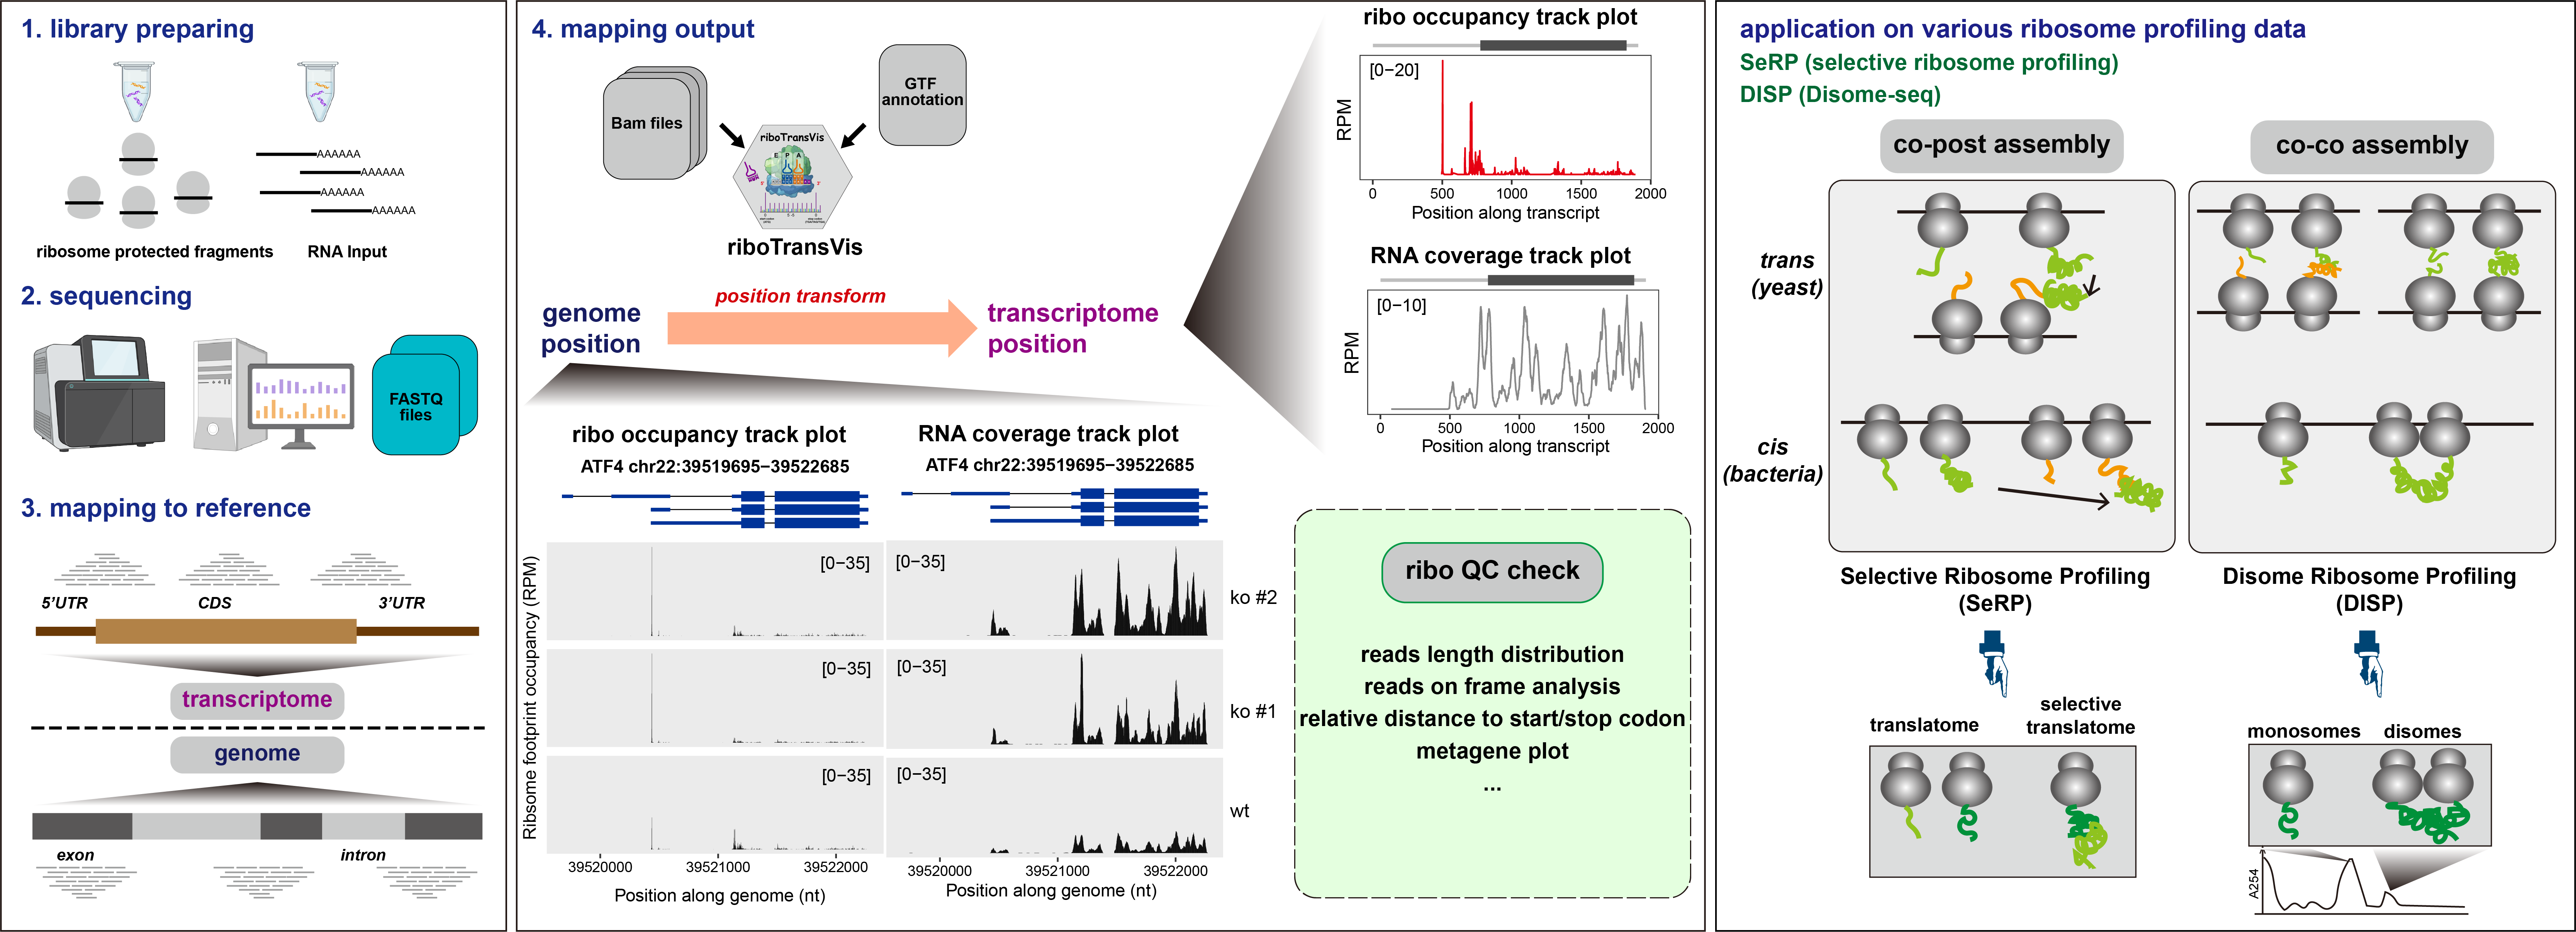 1. library preparing
AAAAAA
AAAAAA
AAAAAA
AAAAAA
ribosome protected fragments
RNA Input
2. sequencing
FASTQ
files
3. mapping to reference
5’UTR
CDS
3’UTR
transcriptome
genome
exon
intron
4. mapping output
Bam files
GTF
annotation
riboTransVis
E P A
riboTransVis
genome
position
position transform
transcriptome
position
ribo occupancy track plot
[0−20]
RPM
0 500 1000 1500 2000
Position along transcript
RNA coverage track plot
[0−10]
RPM
0 500 1000 1500 2000
Position along transcript
ribo occupancy track plot
ATF4 chr22:39519695−39522685
RNA coverage track plot
ATF4 chr22:39519695−39522685
Ribsome footprint occupancy (RPM)
[0−35]
[0−35]
ko #2
[0−35]
[0−35]
ko #1
[0−35]
[0−35]
wt
39520000 39521000 39522000
Position along genome (nt)
39520000 39521000 39522000
Position along genome (nt)
ribo QC check
reads length distribution
reads on frame analysis
relative distance to start/stop codon
metagene plot
...
application on various ribosome profiling data
SeRP (selective ribosome profiling)
DISP (Disome-seq)
co-post assembly
co-co assembly
trans
(yeast)
cis
(bacteria)
Selective Ribosome Profiling
(SeRP)
Disome Ribosome Profiling
(DISP)
translatome
selective
translatome
monosomes
disomes
A254